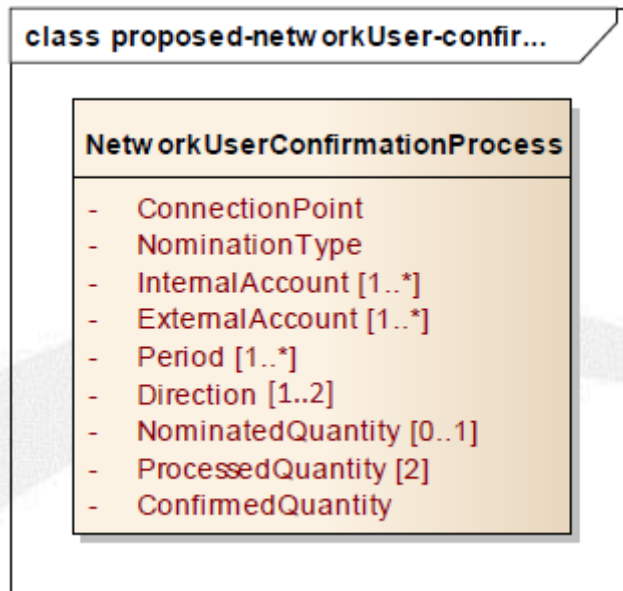 class proposed-networkUser-confir...
NetworkUserConfirmationProcess
- ConnectionPoint
- NominationType
- InternalAccount [1..*]
- ExternalAccount [1..*]
- Period [1..*]
- Direction [1..2]
- NominatedQuantity [0..1]
- ProcessedQuantity [2]
- ConfirmedQuantity